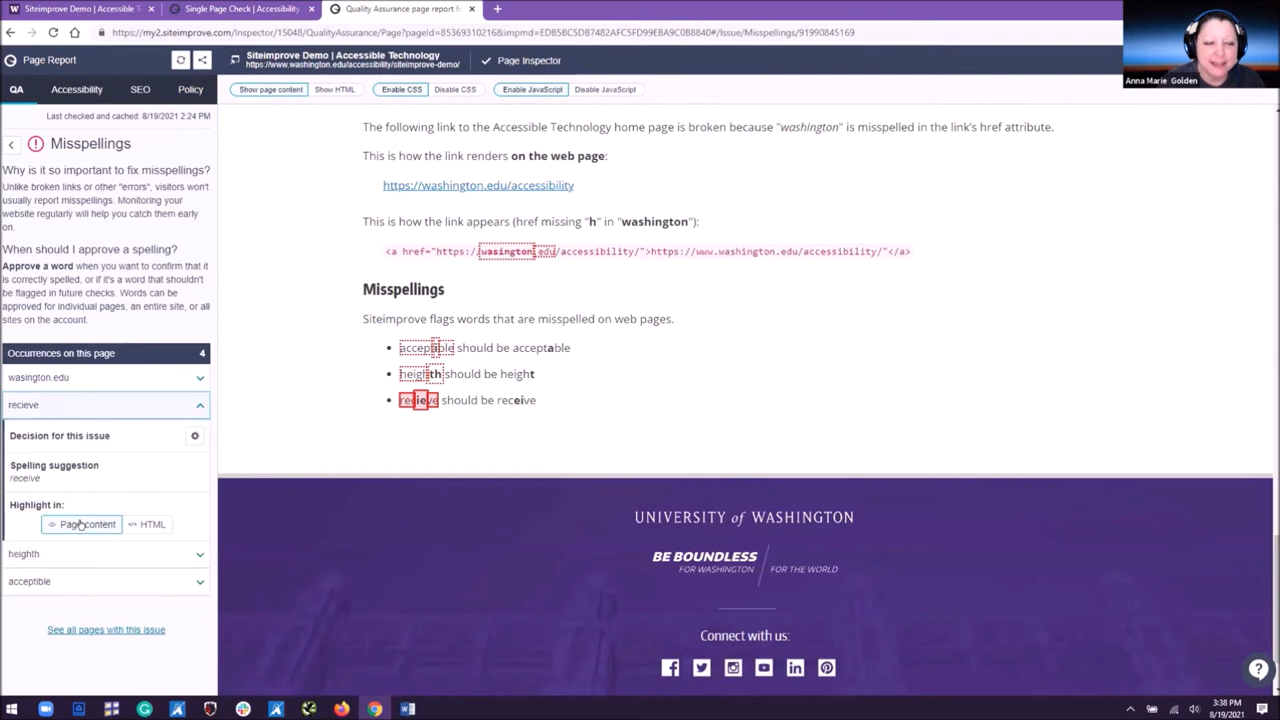 Siteimprove Demo | Accessible T
Single Page Check | Accessibility
Quality Assurance page report f
https://my2.siteimprove.com/Inspector/15048/QualityAssurance/Page?pageId=85369310216&impmd=EDB5BC5DB7482AFC5FD99EBA9C0B8840#/Issue/Misspellings/91990845169
Anna Marie Golden
Page Report
Siteimprove Demo | Accessible Technology
https://www.washington.edu/accessibility/siteimprove-demo/
Page Inspector
QA Accessibility SEO Policy
Show page content Show HTML Enable CSS Disable CSS Enable JavaScript Disable JavaScript
Last checked and cached: 8/19/2021 2:24 PM
Misspellings
Why is it so important to fix misspellings?
Unlike broken links or other "errors", visitors won't
usually report misspellings. Monitoring your
website regularly will help you catch them early
on.
When should I approve a spelling?
Approve a word when you want to confirm that it
is correctly spelled, or if it is a word that shouldn't
be flagged in future checks. Words can be
approved for individual pages, an entire site, or all
sites on the account.
Occurrences on this page 4
wasington.edu
recieve
Decision for this issue
Spelling suggestion
receive
Highlight in:
Page content
HTML
heighth
acceptible
See all pages with this issue
The following link to the Accessible Technology home page is broken because "washington" is misspelled in the link's href attribute.
This is how the link renders on the web page:
https://washington.edu/accessibility
This is how the link appears (href missing "h" in "washington"):
<a href="https://wasington.edu/accessibility/">https://www.washington.edu/accessibility/"</a>
Misspellings
Siteimprove flags words that are misspelled on web pages.
acceptible should be acceptable
heighth should be height
recieve should be receive
UNIVERSITY of WASHINGTON
BE BOUNDLESS
FOR WASHINGTON FOR THE WORLD
Connect with us:
3:38 PM
8/19/2021